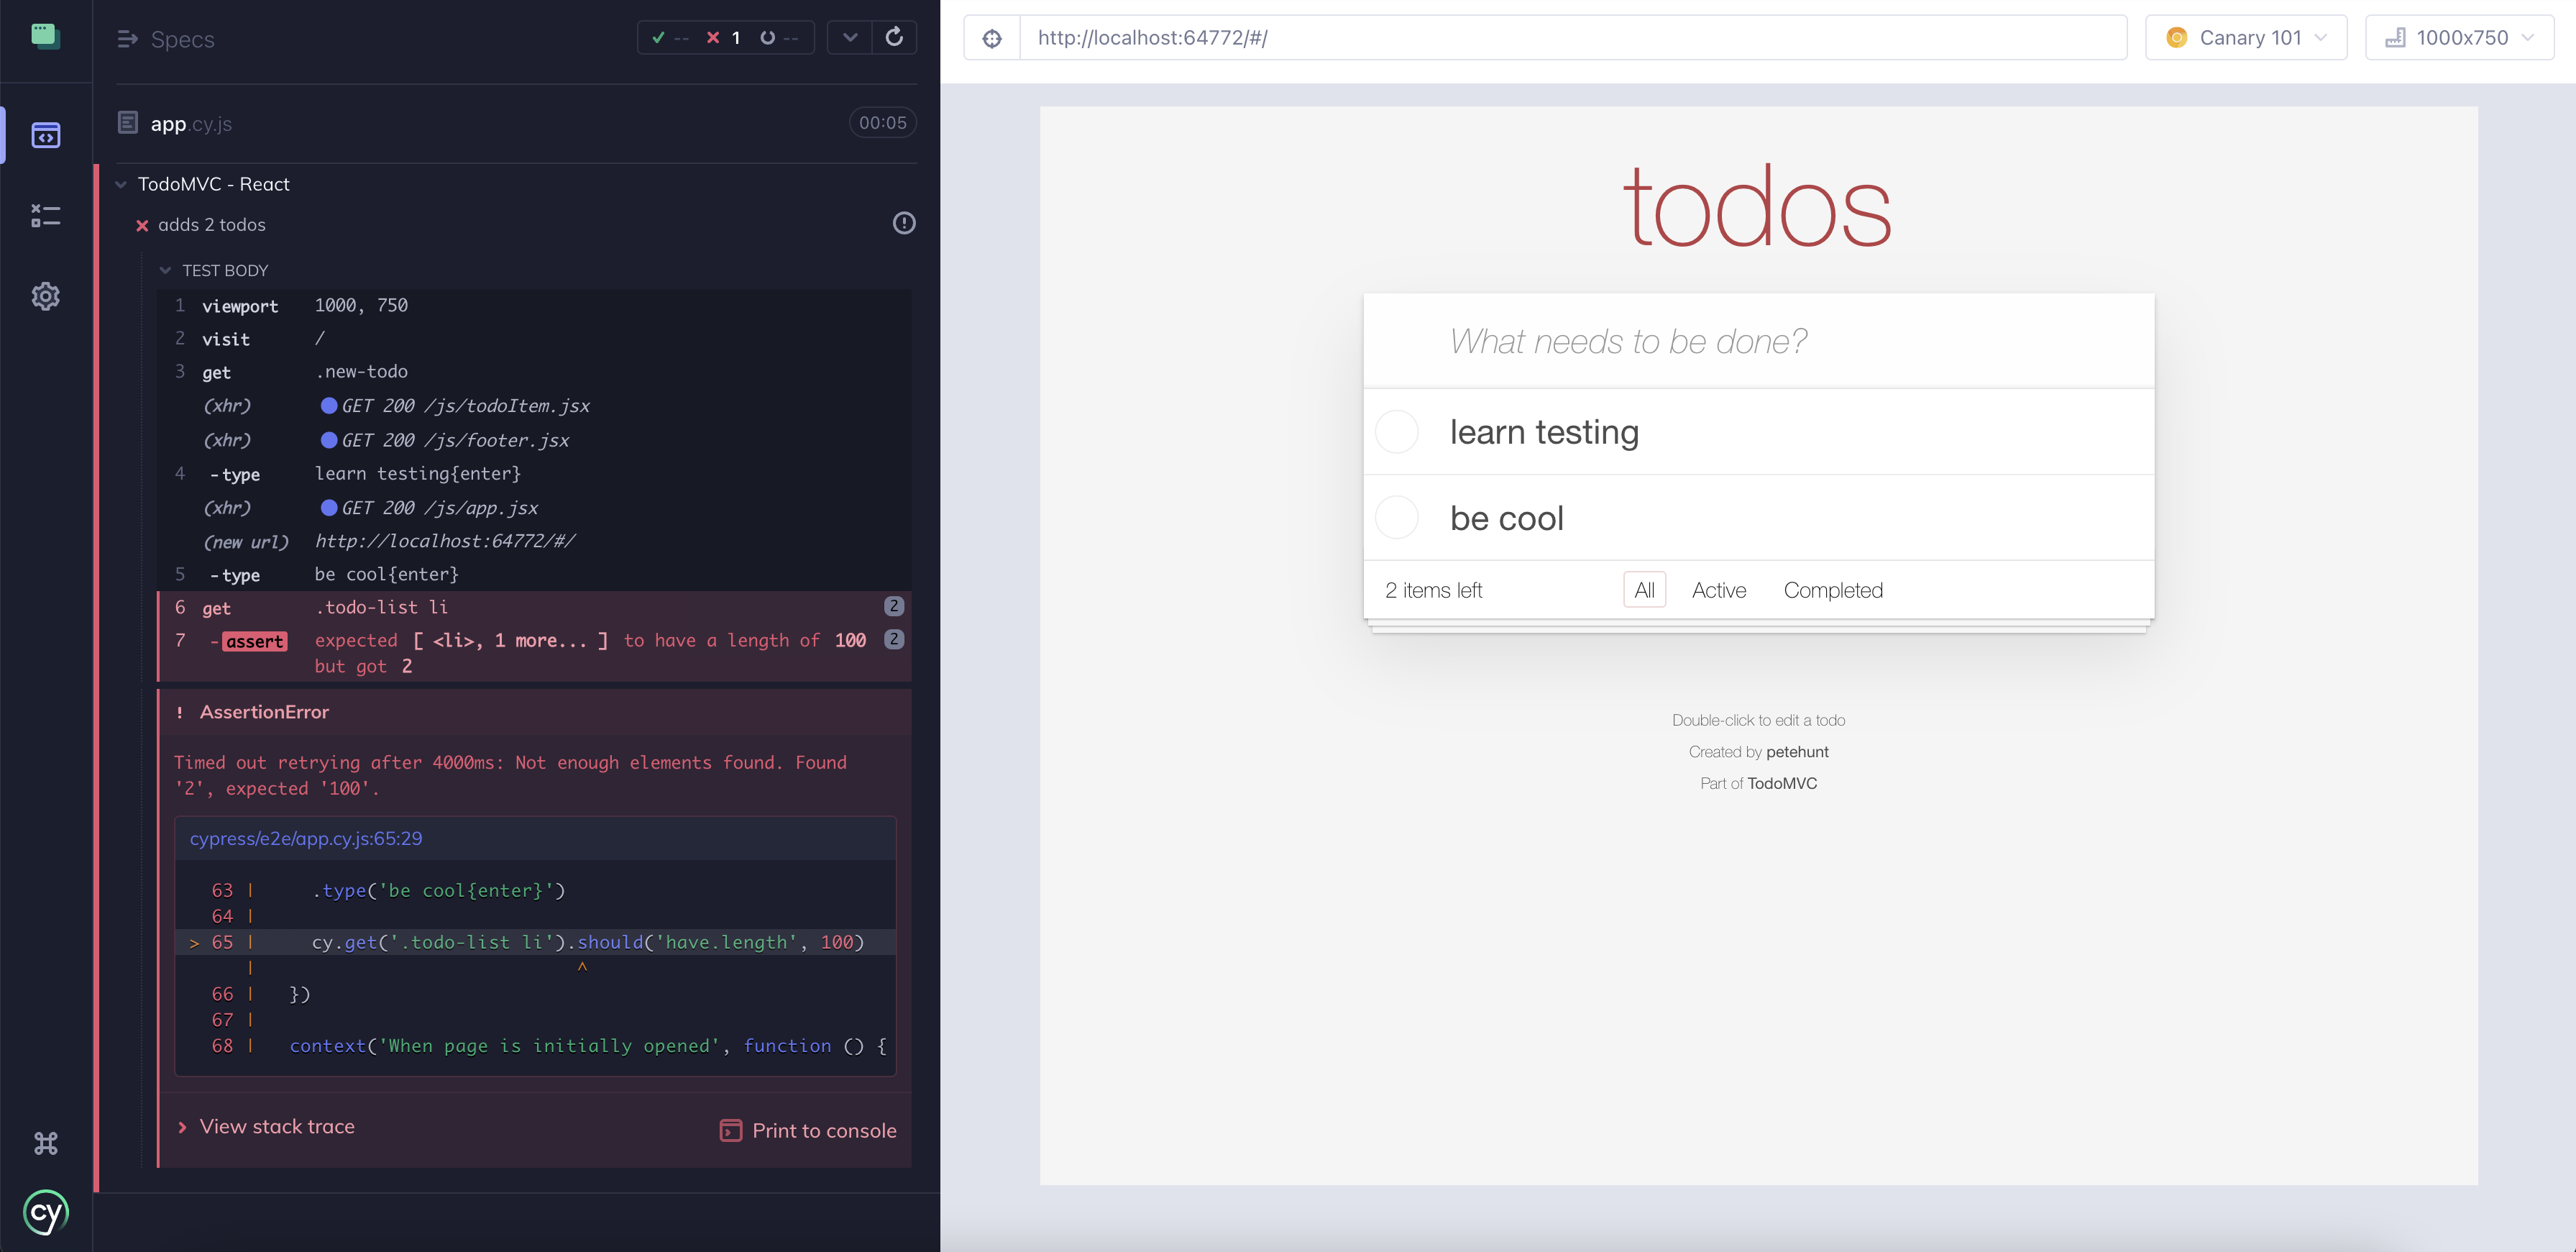 Specs
-- 1 --
app.cy.js 00:05
TodoMVC - React
adds 2 todos
TEST BODY
1 viewport 1000, 750
2 visit /
3 get .new-todo
(xhr) GET 200 /js/todoItem.jsx
(xhr) GET 200 /js/footer.jsx
4 -type learn testing{enter}
(xhr) GET 200 /js/app.jsx
(new url) http://localhost:64772/#/
5 -type be cool{enter}
6 get .todo-list li 2
7 -assert expected [ <li>, 1 more... ] to have a length of 100 2
but got 2
! AssertionError
Timed out retrying after 4000ms: Not enough elements found. Found
'2', expected '100'.
cypress/e2e/app.cy.js:65:29
63 | .type('be cool{enter}')
64 |
> 65 | cy.get('.todo-list li').should('have.length', 100)
| ^
66 | })
67 |
68 | context('When page is initially opened', function () {
View stack trace
Print to console
cy
http://localhost:64772/#/
Canary 101
1000x750
todos
What needs to be done?
learn testing
be cool
2 items left All Active Completed
Double-click to edit a todo
Created by petehunt
Part of TodoMVC